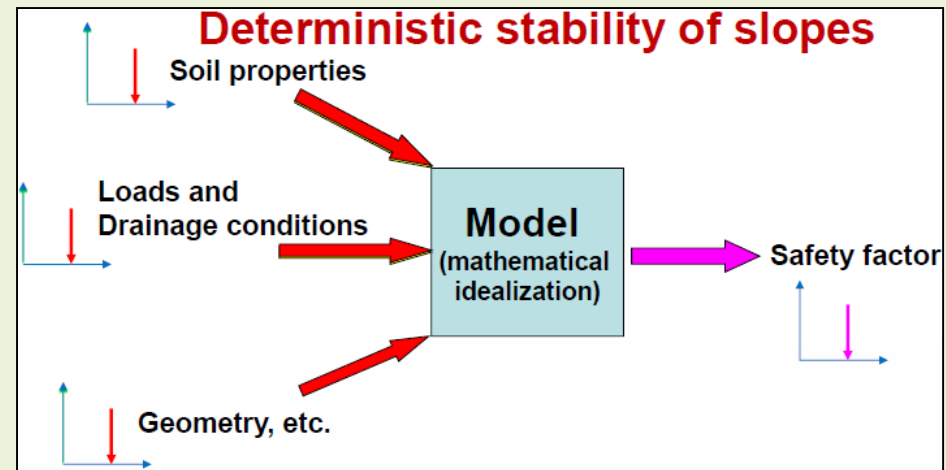 Deterministic stability of slopes
Soil properties
Loads and
Drainage conditions
Model
(mathematical
idealization)
Safety factor
Geometry, etc.